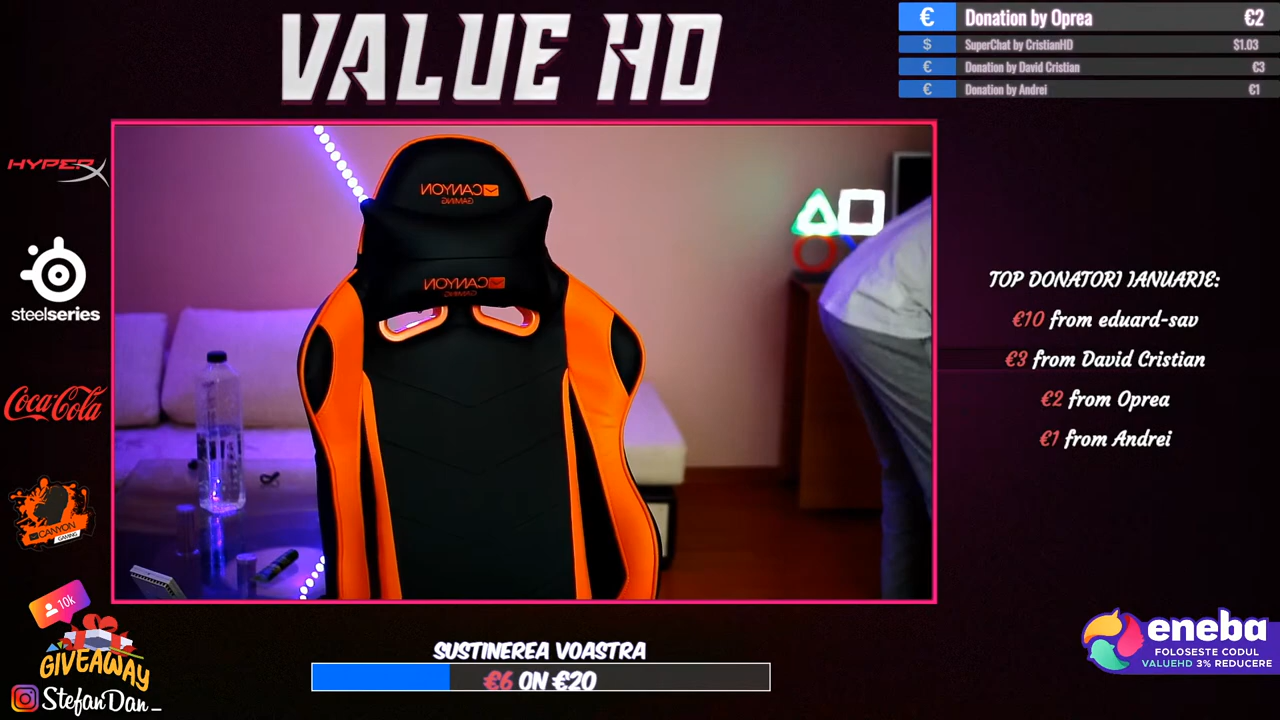 VALUE HD
€ Donation by Oprea €2
$ SuperChat by CristianHD $1.03
€ Donation by David Cristian €3
€ Donation by Andrei €1
HYPERX
steelseries
Coca-Cola
CANYON
GAMING
CANYON
GAMING
CANYON
GAMING
TOP DONATORI IANUARIE:
€10 from eduard-sav
€3 from David Cristian
€2 from Oprea
€1 from Andrei
10k
GIVEAWAY
StefanDan_
SUSTINEREA VOASTRA
€6 ON €20
eneba
FOLOSESTE CODUL
VALUEHD 3% REDUCERE